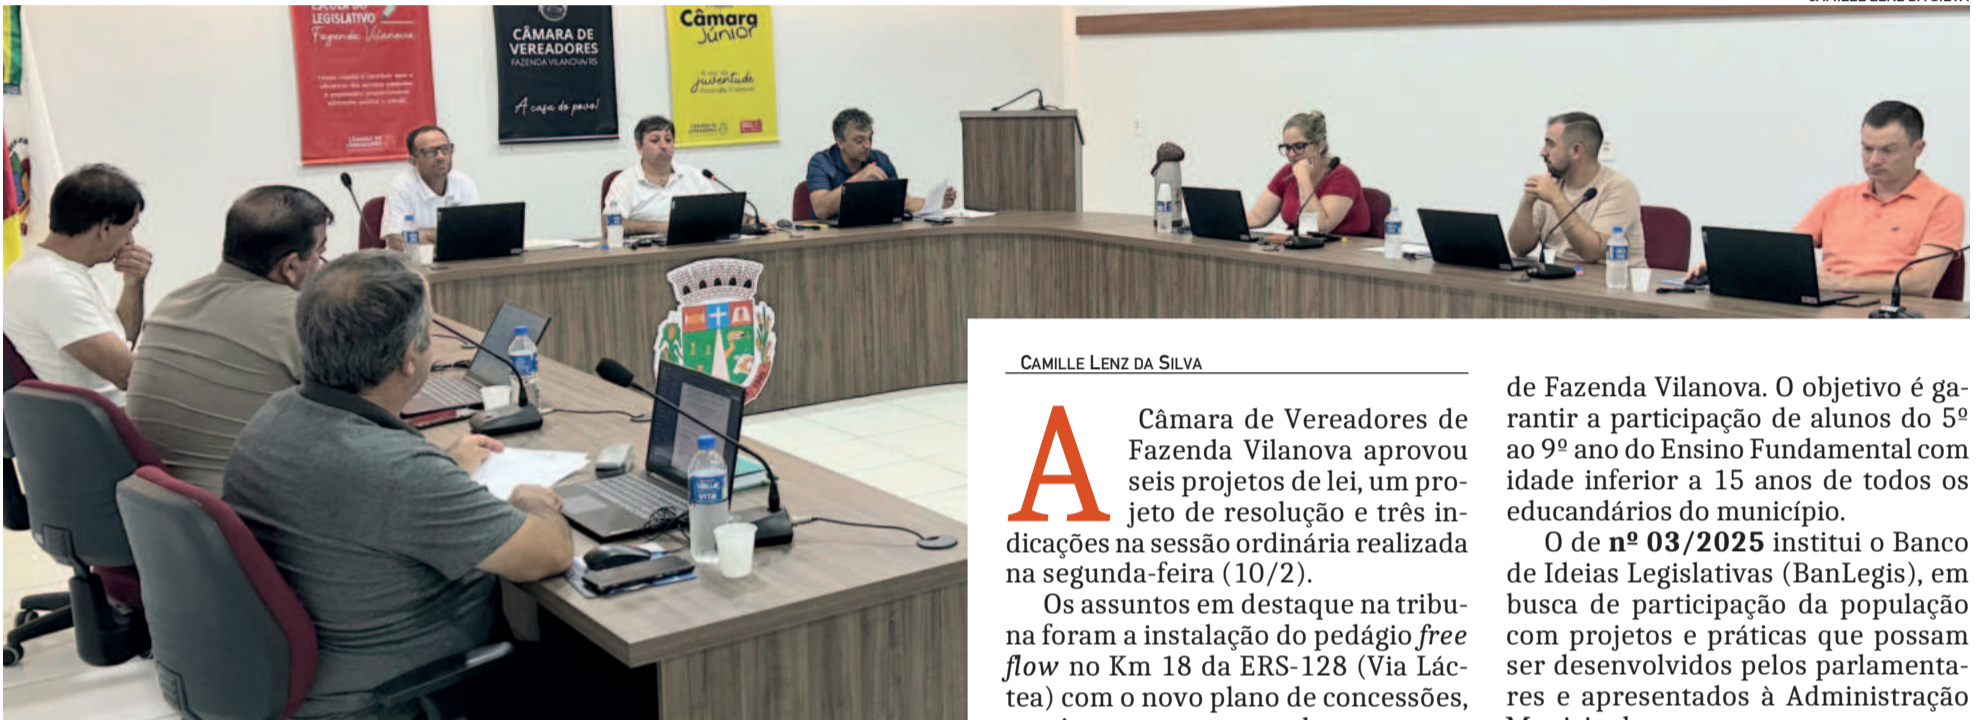 ESCOLA DO
LEGISLATIVO
Fazenda Vilanova
CÂMARA DE
VEREADORES
FAZENDA VILANOVA/RS
A casa do povo!
Câmara
Júnior
A voz da
juventude
CAMILLE LENZ DA SILVA
A Câmara de Vereadores de
Fazenda Vilanova aprovou
seis projetos de lei, um pro-
jeto de resolução e três in-
dicações na sessão ordinária realizada
na segunda-feira (10/2).
Os assuntos em destaque na tribu-
na foram a instalação do pedágio free
flow no Km 18 da ERS-128 (Via Lác-
tea) com o novo plano de concessões,
de Fazenda Vilanova. O objetivo é ga-
rantir a participação de alunos do 5º
ao 9º ano do Ensino Fundamental com
idade inferior a 15 anos de todos os
educandários do município.
O de nº 03/2025 institui o Banco
de Ideias Legislativas (BanLegis), em
busca de participação da população
com projetos e práticas que possam
ser desenvolvidos pelos parlamenta-
res e apresentados à Administração